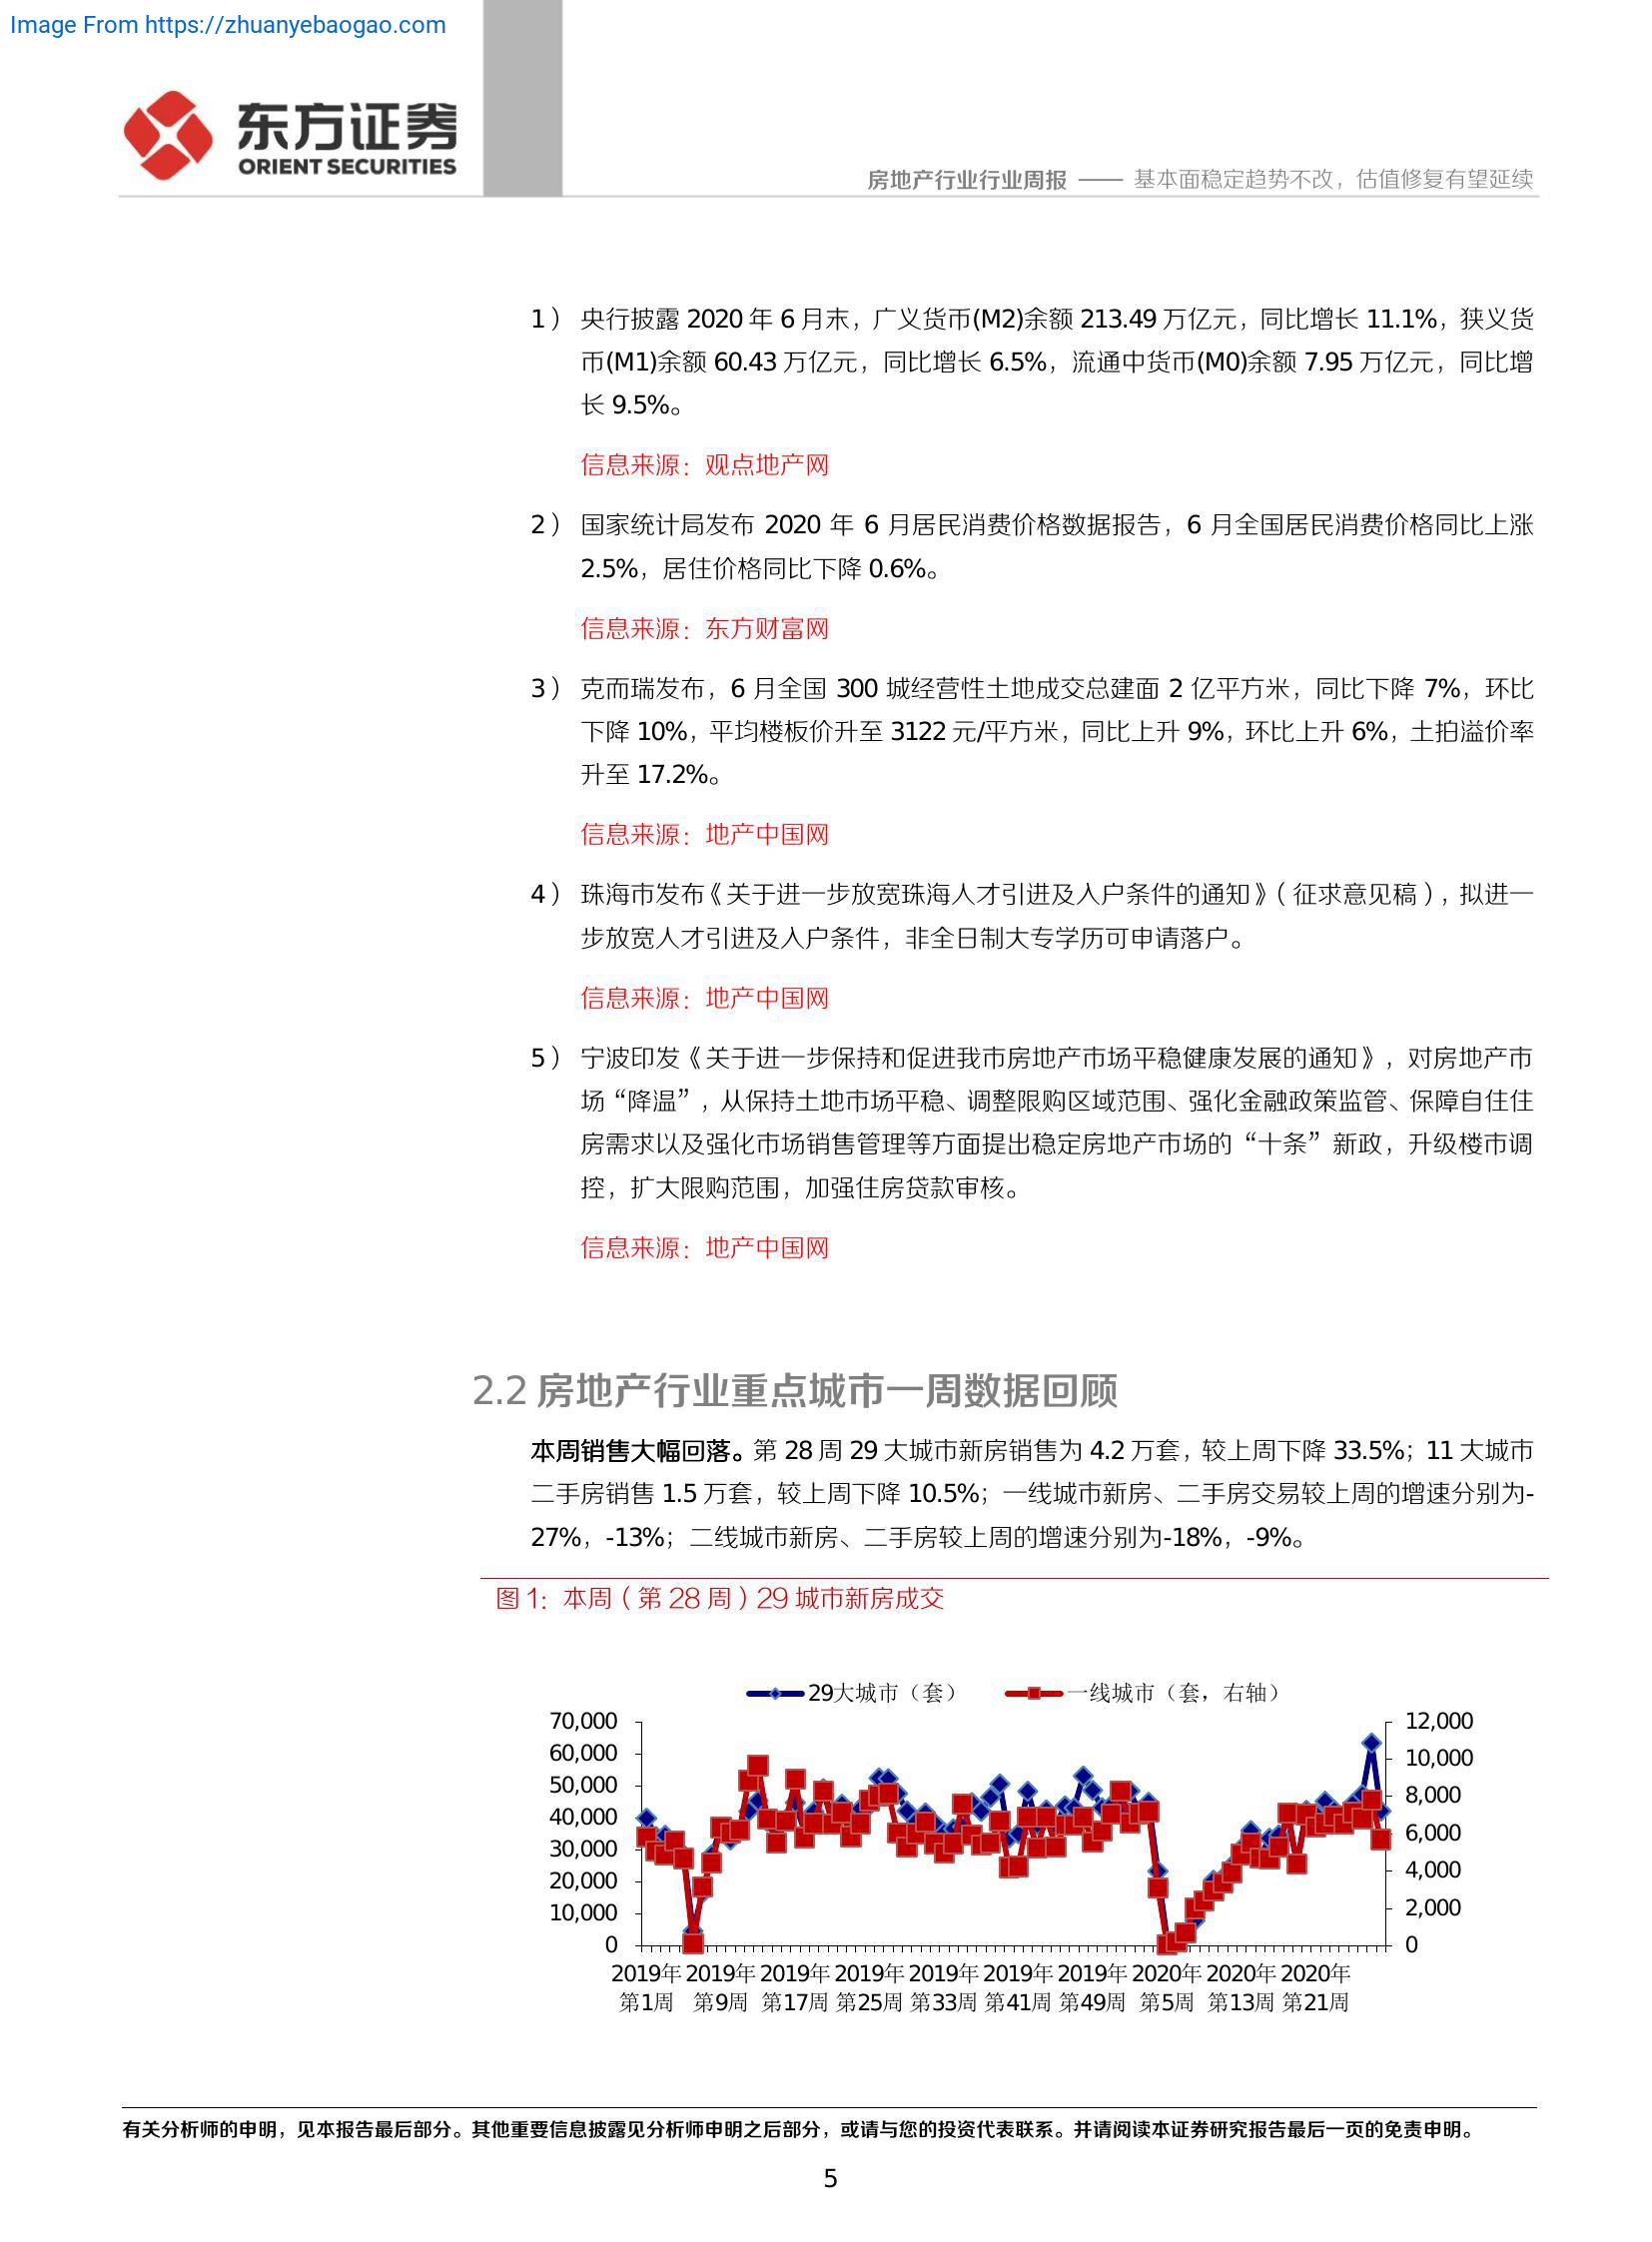 Image From https://zhuanyebaogao.com
东方证券
ORIENT SECURITIES
房地产行业行业周报 —— 基本面稳定趋势不改，估值修复有望延续
1） 央行披露 2020 年 6 月末，广义货币(M2)余额 213.49 万亿元，同比增长 11.1%，狭义货
币(M1)余额 60.43 万亿元，同比增长 6.5%，流通中货币(M0)余额 7.95 万亿元，同比增
长 9.5%。
信息来源：观点地产网
2） 国家统计局发布 2020 年 6 月居民消费价格数据报告，6 月全国居民消费价格同比上涨
2.5%，居住价格同比下降 0.6%。
信息来源：东方财富网
3） 克而瑞发布，6 月全国 300 城经营性土地成交总建面 2 亿平方米，同比下降 7%，环比
下降 10%，平均楼板价升至 3122 元/平方米，同比上升 9%，环比上升 6%，土拍溢价率
升至 17.2%。
信息来源：地产中国网
4） 珠海市发布《关于进一步放宽珠海人才引进及入户条件的通知》（征求意见稿），拟进一
步放宽人才引进及入户条件，非全日制大专学历可申请落户。
信息来源：地产中国网
5） 宁波印发《关于进一步保持和促进我市房地产市场平稳健康发展的通知》，对房地产市
场“降温”，从保持土地市场平稳、调整限购区域范围、强化金融政策监管、保障自住住
房需求以及强化市场销售管理等方面提出稳定房地产市场的“十条”新政，升级楼市调
控，扩大限购范围，加强住房贷款审核。
信息来源：地产中国网
2.2 房地产行业重点城市一周数据回顾
本周销售大幅回落。第 28 周 29 大城市新房销售为 4.2 万套，较上周下降 33.5%；11 大城市
二手房销售 1.5 万套，较上周下降 10.5%；一线城市新房、二手房交易较上周的增速分别为-
27%，-13%；二线城市新房、二手房较上周的增速分别为-18%，-9%。
图 1：本周（第 28 周）29 城市新房成交
29大城市（套） 一线城市（套，右轴）
70,000 12,000
60,000 10,000
50,000 8,000
40,000 6,000
30,000 4,000
20,000 2,000
10,000 0
0
2019年 2019年 2019年 2019年 2019年 2019年 2019年 2020年 2020年 2020年
第1周 第9周 第17周 第25周 第33周 第41周 第49周 第5周 第13周 第21周
有关分析师的申明，见本报告最后部分。其他重要信息披露见分析师申明之后部分，或请与您的投资代表联系。并请阅读本证券研究报告最后一页的免责申明。
5